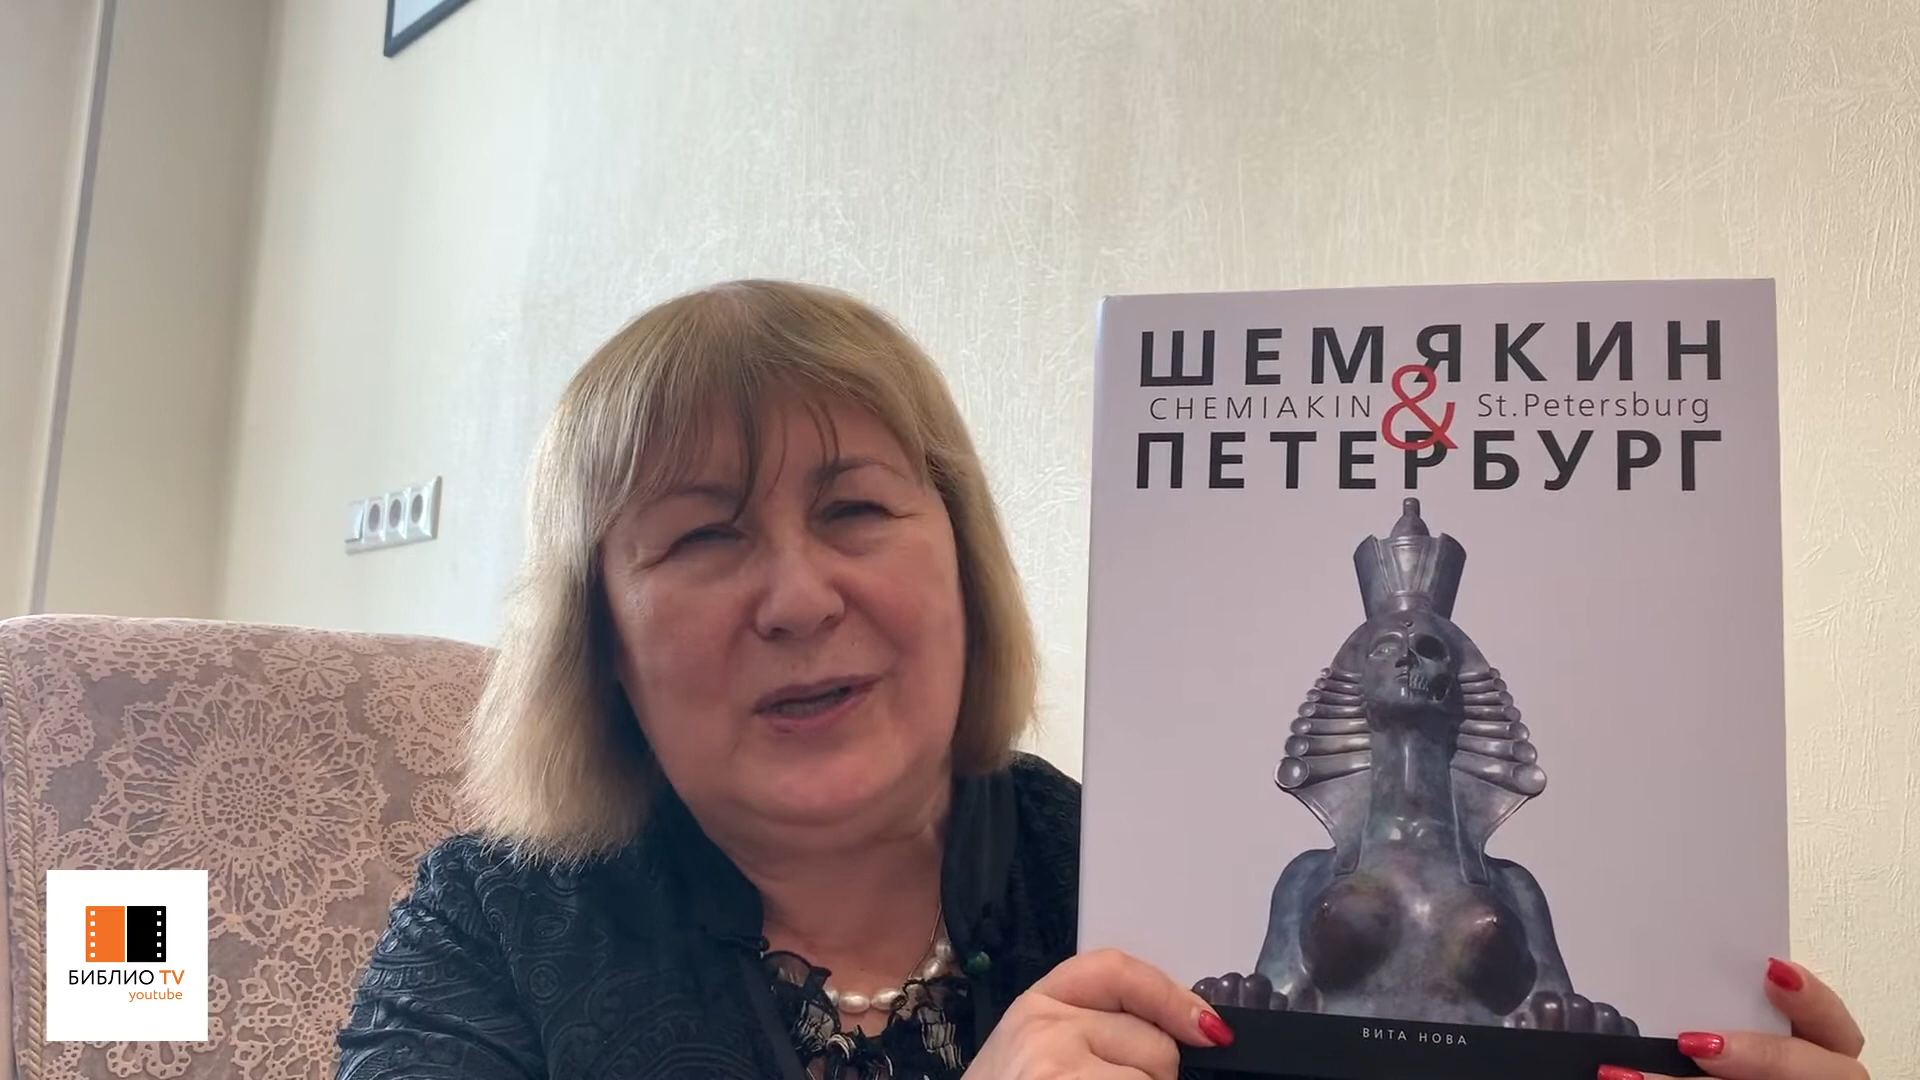 ШЕМЯКИН
CHEMIAKIN & St.Petersburg
ПЕТЕРБУРГ
ВИТА НОВА
БИБЛИО TV
youtube